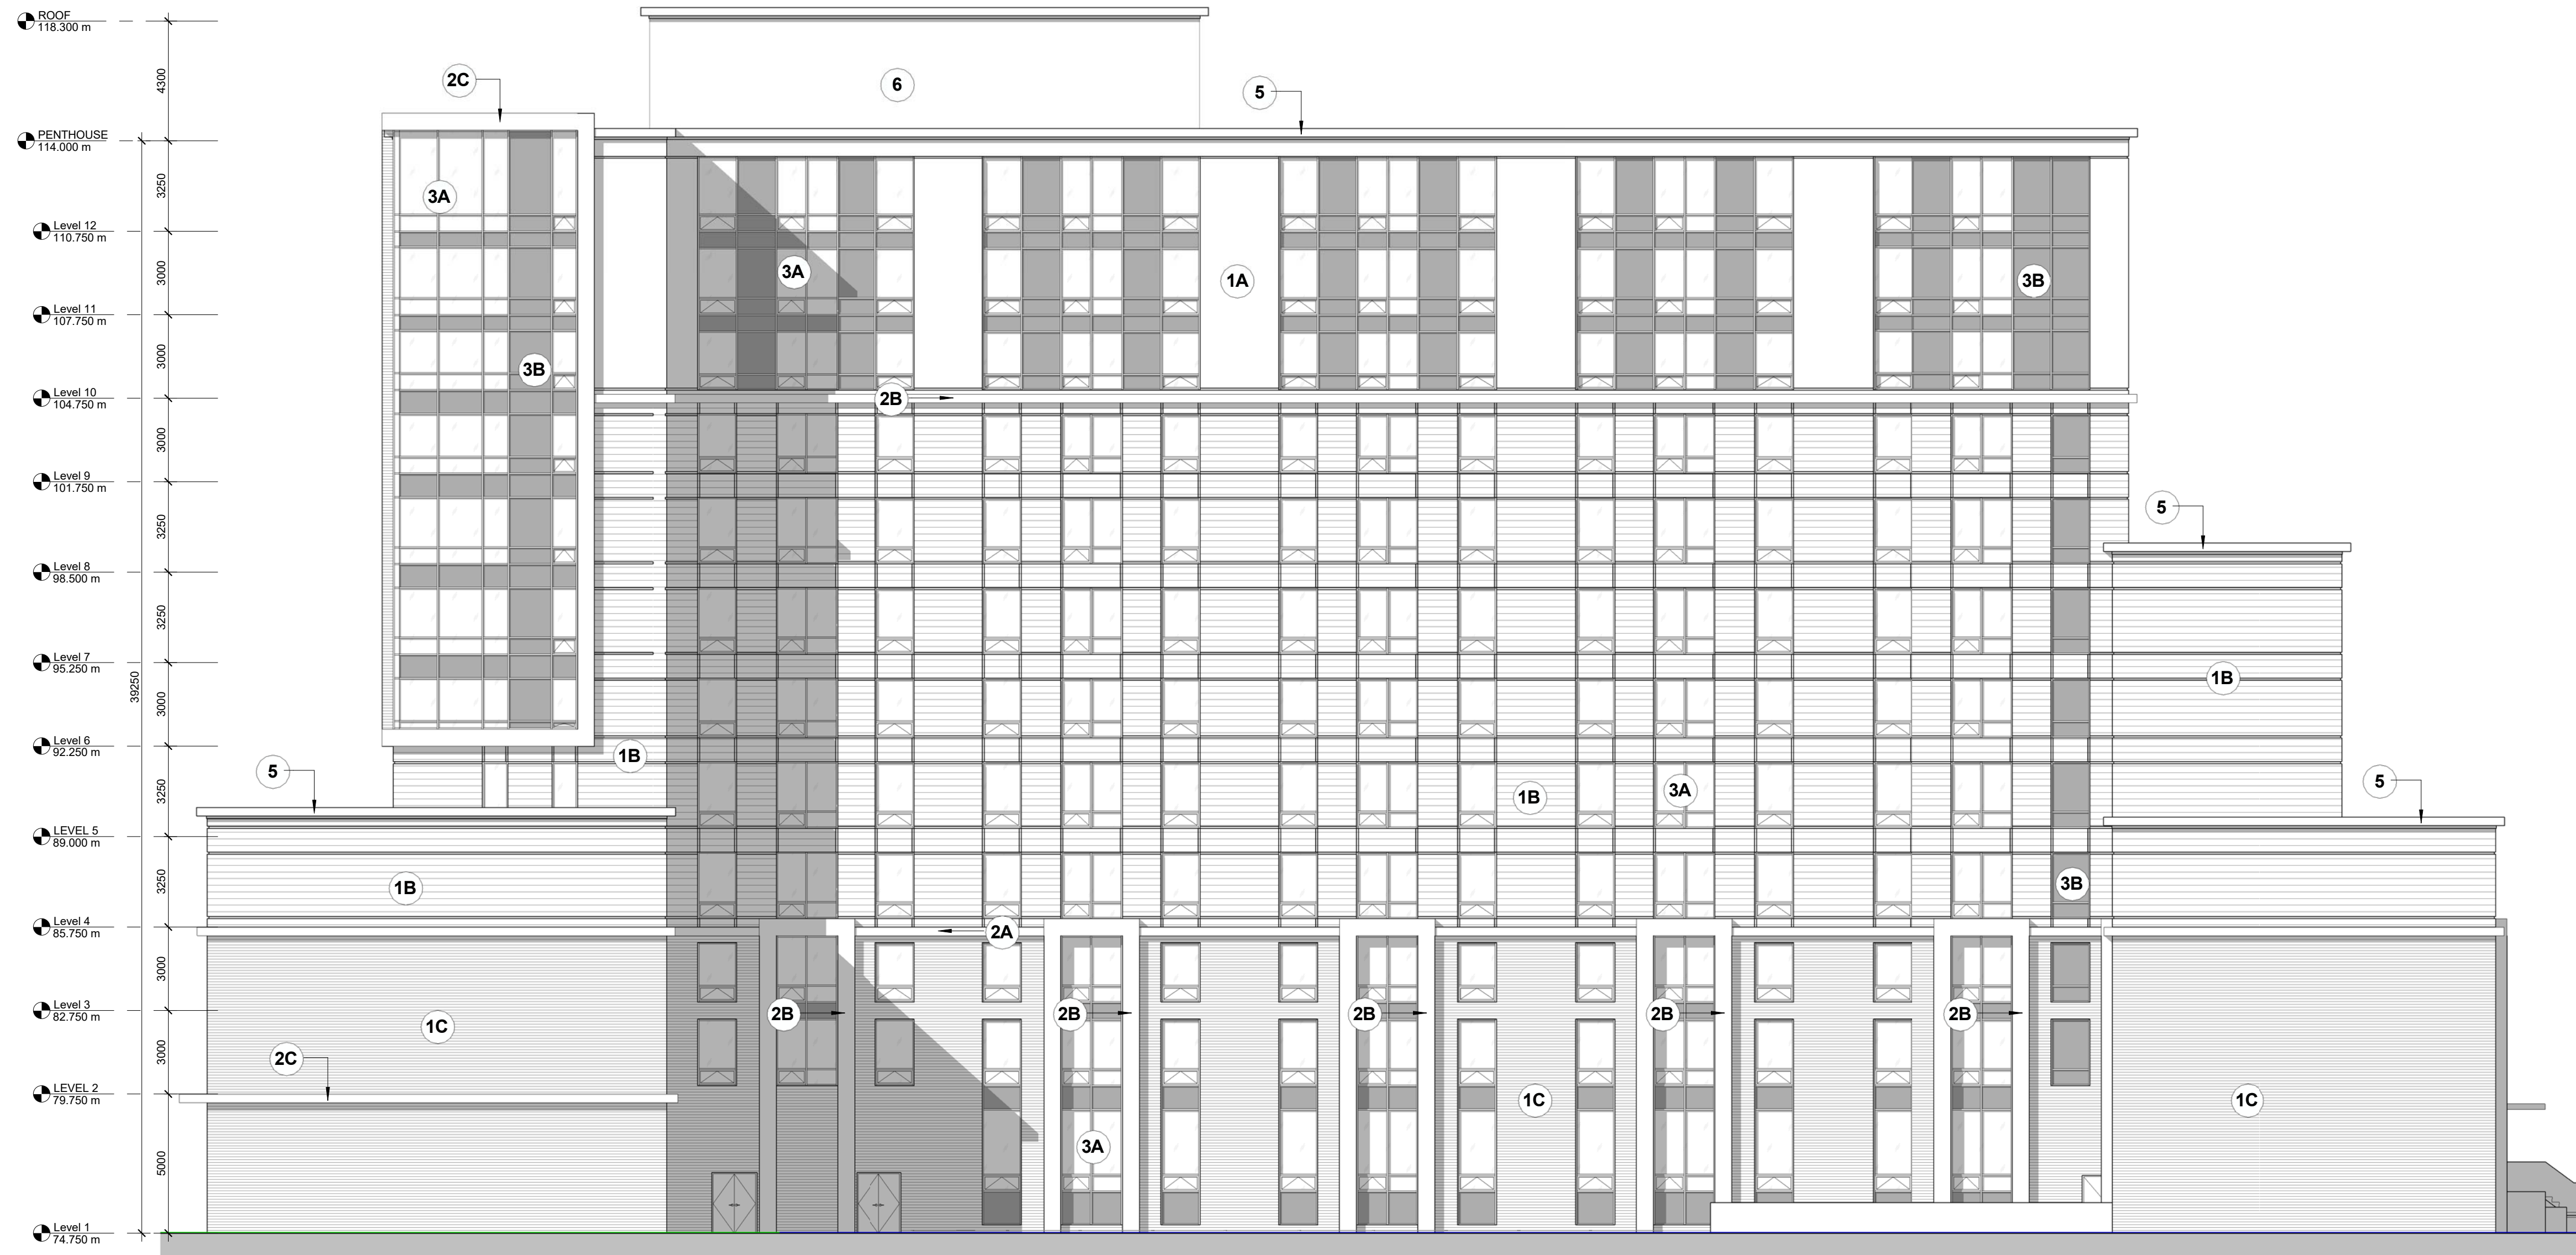 ROOF
118.300 m
4300
2C
6
5
PENTHOUSE
114.000 m
3250
3A
Level 12
110.750 m
3000
3A
1A
3B
Level 11
107.750 m
3000
3B
Level 10
104.750 m
2B
3000
Level 9
101.750 m
5
3250
Level 8
98.500 m
3250
Level 7
95.250 m
1B
39250
3000
Level 6
92.250 m
1B
5
5
3250
1B
3A
LEVEL 5
89.000 m
3250
1B
3B
Level 4
85.750 m
2A
3000
Level 3
82.750 m
2B
2B
2B
2B
2B
1C
3000
2C
LEVEL 2
79.750 m
1C
1C
5000
3A
Level 1
74.750 m